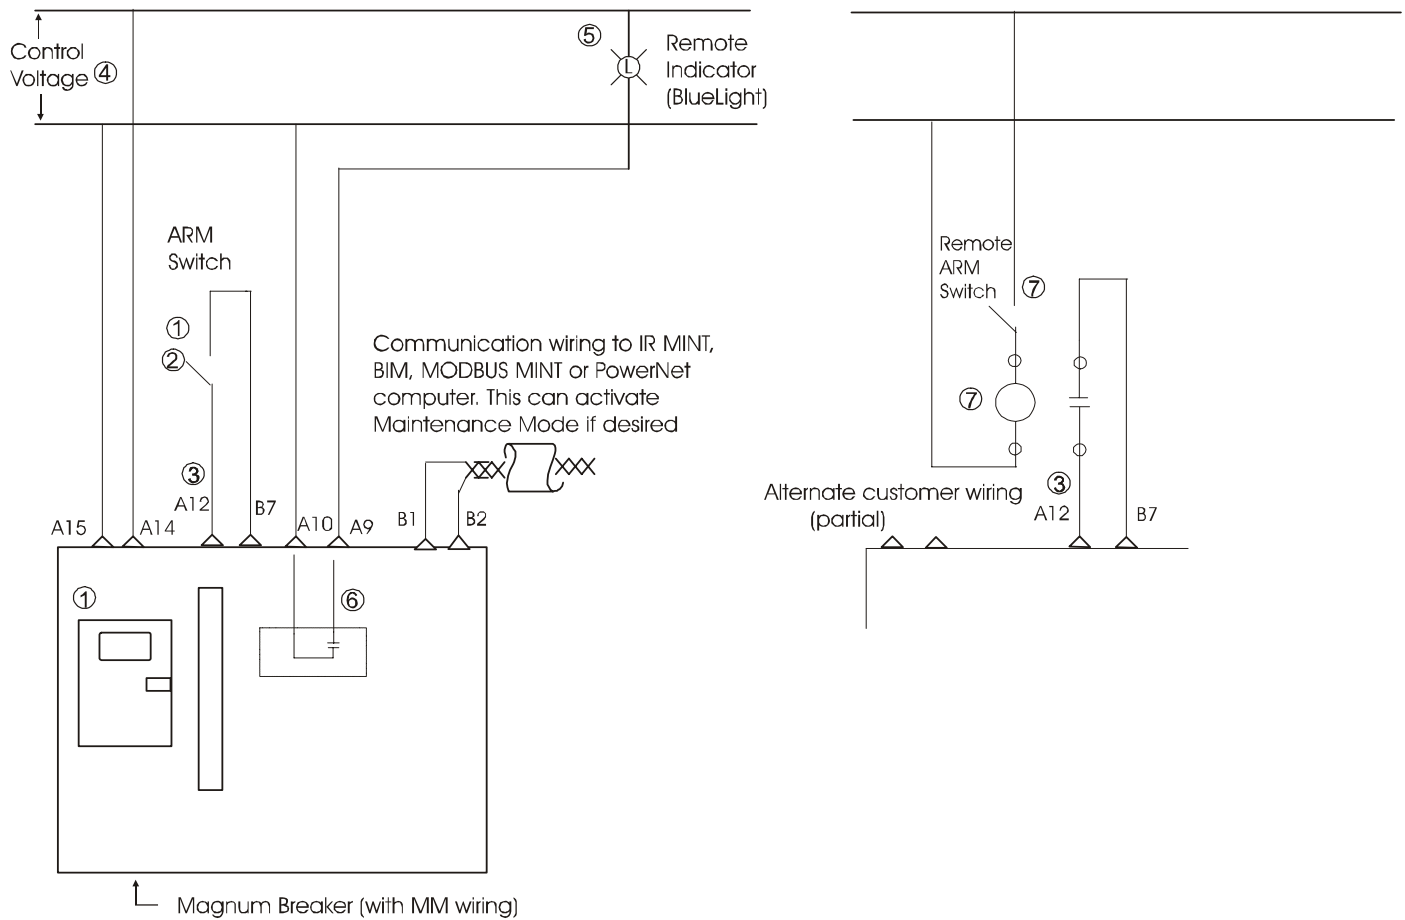 Control
Voltage ④
⑤
L
Remote
Indicator
(BlueLight)
ARM
Switch
①
②
③
A12
B7
A15
A14
A10
A9
B1
B2
Communication wiring to IR MINT,
BIM, MODBUS MINT or PowerNet
computer. This can activate
Maintenance Mode if desired
①
⑥
Magnum Breaker (with MM wiring)
Remote
ARM
Switch
⑦
⑦
Alternate customer wiring
(partial)
③
A12
B7